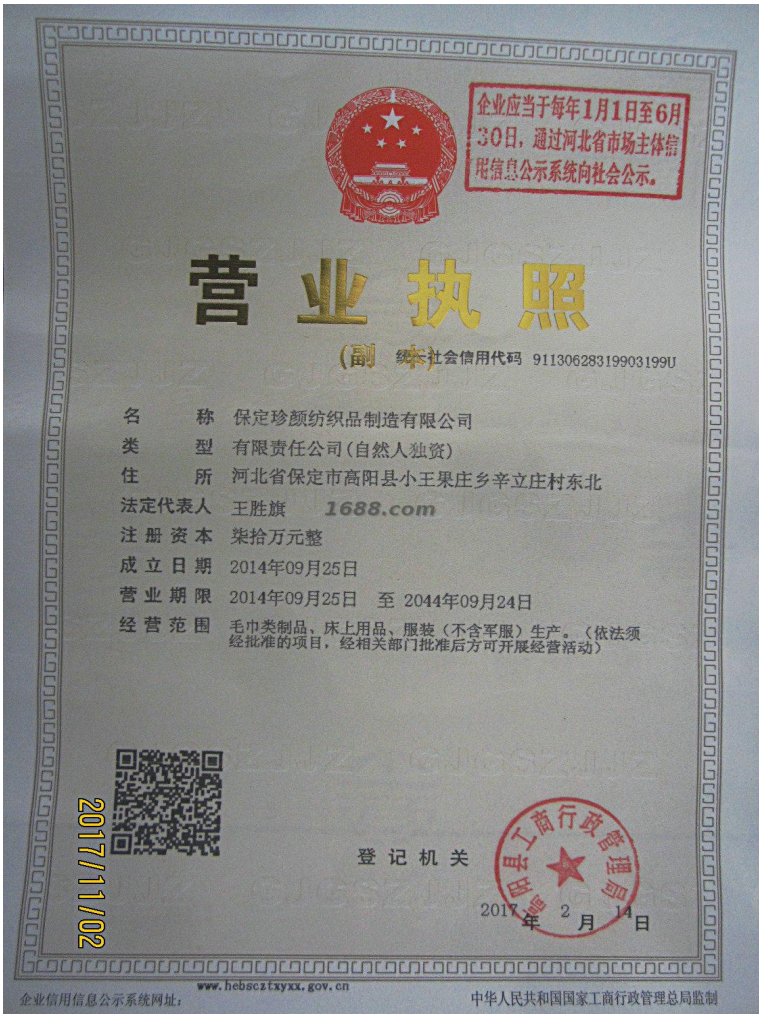 企业应当于每年1月1日至6月
30日，通过河北省市场主体信
用信息公示系统向社会公示。
营业执照
(副 本)
统一社会信用代码 91130628319903199U
名称 保定珍颜纺织品制造有限公司
类型 有限责任公司(自然人独资)
住所 河北省保定市高阳县小王果庄乡辛立庄村东北
法定代表人 王胜旗
1688.com
注册资本 柒拾万元整
成立日期 2014年09月25日
营业期限 2014年09月25日 至 2044年09月24日
经营范围 毛巾类制品、床上用品、服装（不含军服）生产。（依法须
经批准的项目，经相关部门批准后方可开展经营活动）
2017/11/02
登记机关
高阳县工商行政管理局
2017年2月14日
企业信用信息公示系统网址：www.hebscztxyxx.gov.cn
中华人民共和国国家工商行政管理总局监制